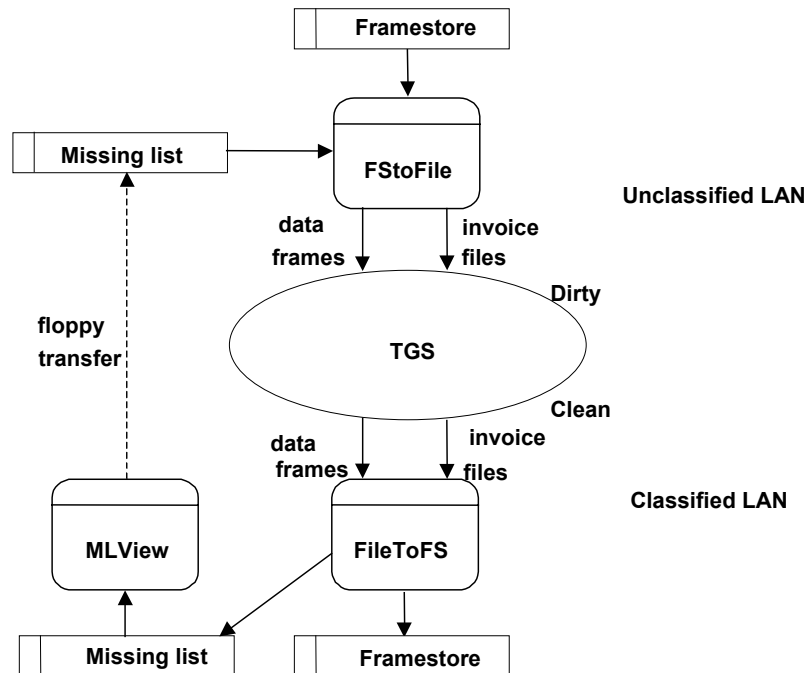 Framestore
Missing list
FStoFile
Unclassified LAN
data
frames
invoice
files
Dirty
floppy
transfer
TGS
Clean
data
frames
invoice
files
Classified LAN
MLView
FileToFS
Missing list
Framestore